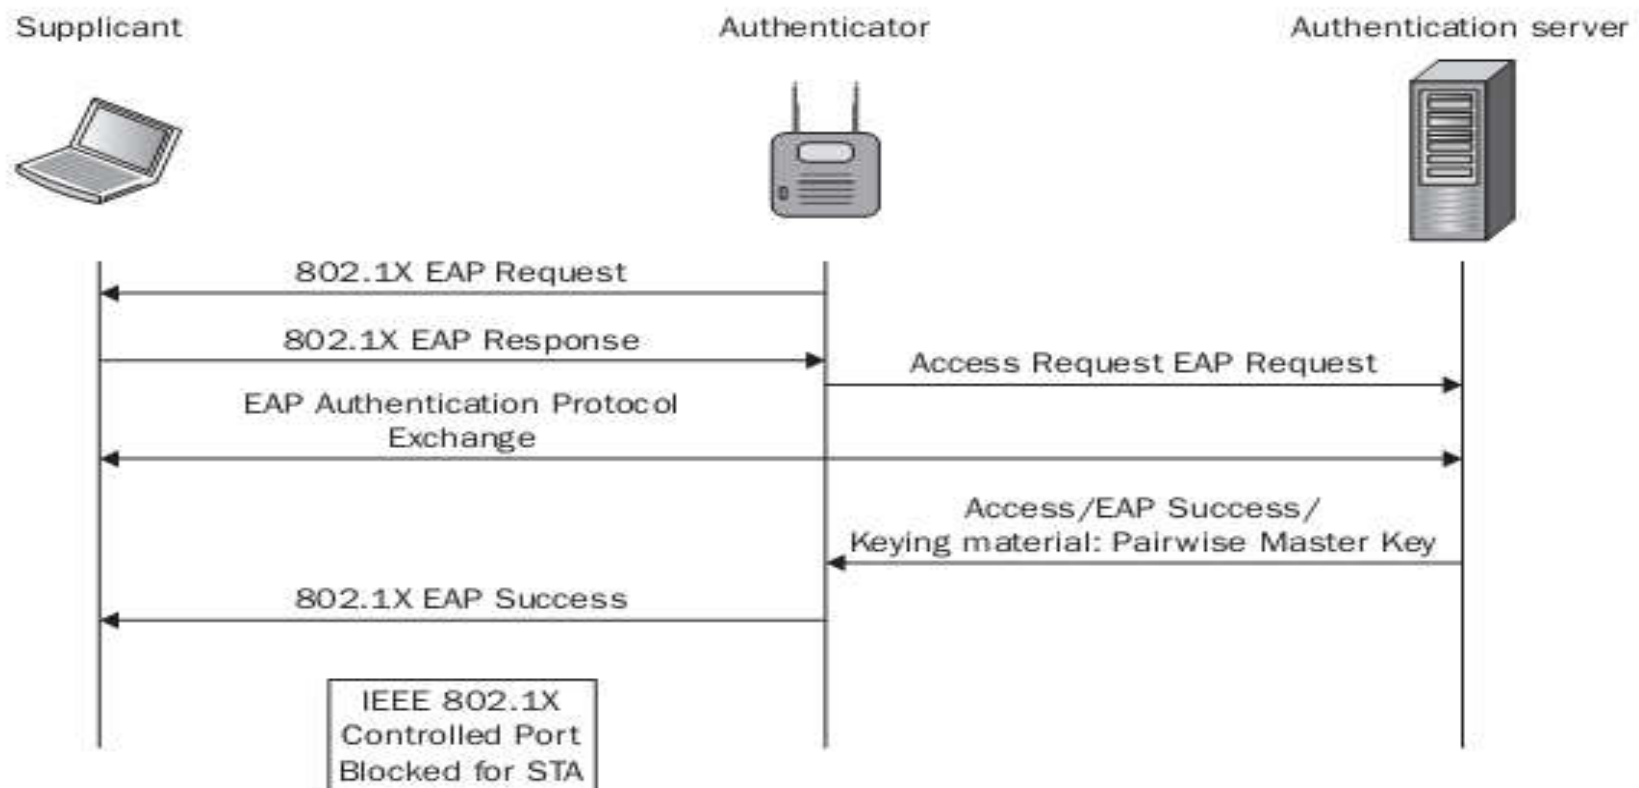 Supplicant
Authenticator
Authentication server
802.1X EAP Request
802.1X EAP Response
Access Request EAP Request
EAP Authentication Protocol
Exchange
Access/EAP Success/
Keying material: Pairwise Master Key
802.1X EAP Success
IEEE 802.1X
Controlled Port
Blocked for STA